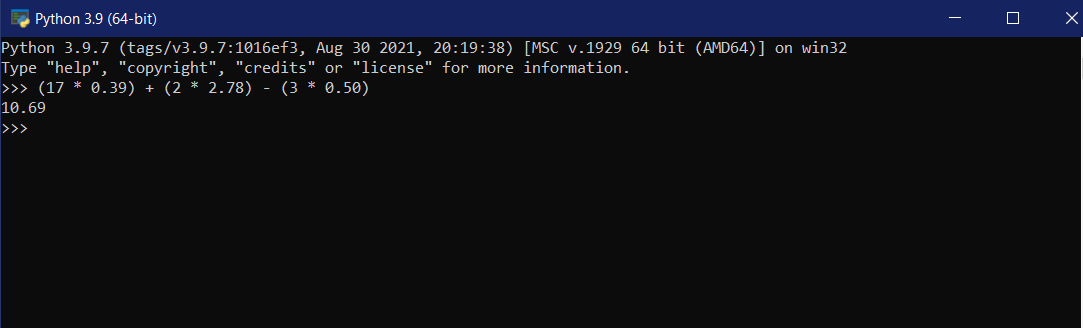 Python 3.9 (64-bit)
Python 3.9.7 (tags/v3.9.7:1016ef3, Aug 30 2021, 20:19:38) [MSC v.1929 64 bit (AMD64)] on win32
Type "help", "copyright", "credits" or "license" for more information.
>>> (17 * 0.39) + (2 * 2.78) - (3 * 0.50)
10.69
>>>